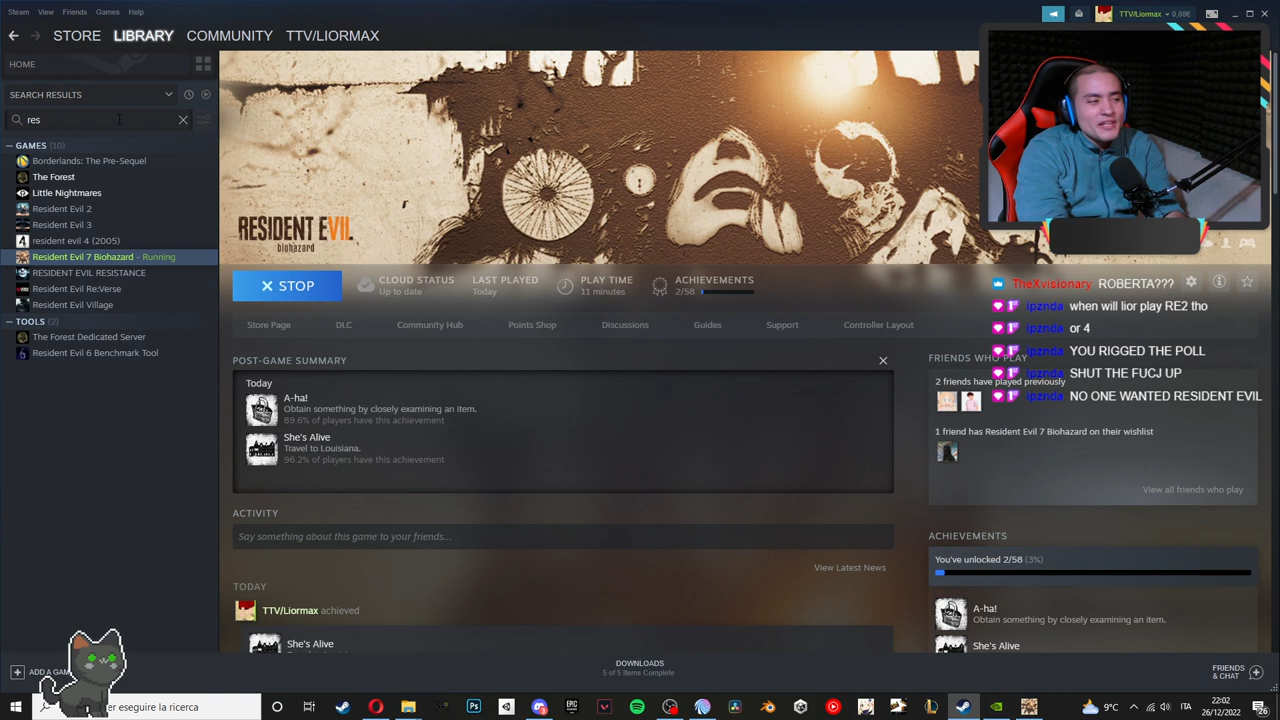 Steam View Friends Games Help
TTV/Liormax 0,08€
STORE LIBRARY COMMUNITY TTV/LIORMAX
HOME
SEARCH RESULTS
res
GAMES (10)
Borderlands: The Pre-Sequel
The Forest
Little Nightmares
Resident Evil 2
Resident Evil 3
resident evil 4 (2005)
Resident Evil 7 Biohazard - Running
RESIDENT EVIL RESISTANCE
Resident Evil Re:Verse
Resident Evil Village
TOOLS (2)
The Forest Dedicated Server
Resident Evil 6 Benchmark Tool
RESIDENT EVIL
biohazard
STOP
CLOUD STATUS
Up to date
LAST PLAYED
Today
PLAY TIME
11 minutes
ACHIEVEMENTS
2/58
TheXvisionary ROBERTA???
ipznda when will lior play RE2 tho
ipznda or 4
ipznda YOU RIGGED THE POLL
ipznda SHUT THE FUCJ UP
ipznda NO ONE WANTED RESIDENT EVIL
Store Page DLC Community Hub Points Shop Discussions Guides Support Controller Layout
POST-GAME SUMMARY
Today
A-ha!
Obtain something by closely examining an item.
89.6% of players have this achievement
She's Alive
Travel to Louisiana.
96.2% of players have this achievement
FRIENDS WHO PLAY
2 friends have played previously
1 friend has Resident Evil 7 Biohazard on their wishlist
View all friends who play
ACTIVITY
Say something about this game to your friends...
View Latest News
TODAY
TTV/Liormax achieved
She's Alive
ACHIEVEMENTS
You've unlocked 2/58 (3%)
A-ha!
Obtain something by closely examining an item.
She's Alive
ADD A GAM
DOWNLOADS
5 of 5 Items Complete
FRIENDS
& CHAT
er eseguire la ricerca
9°C
ITA
22:02
26/12/2022
26